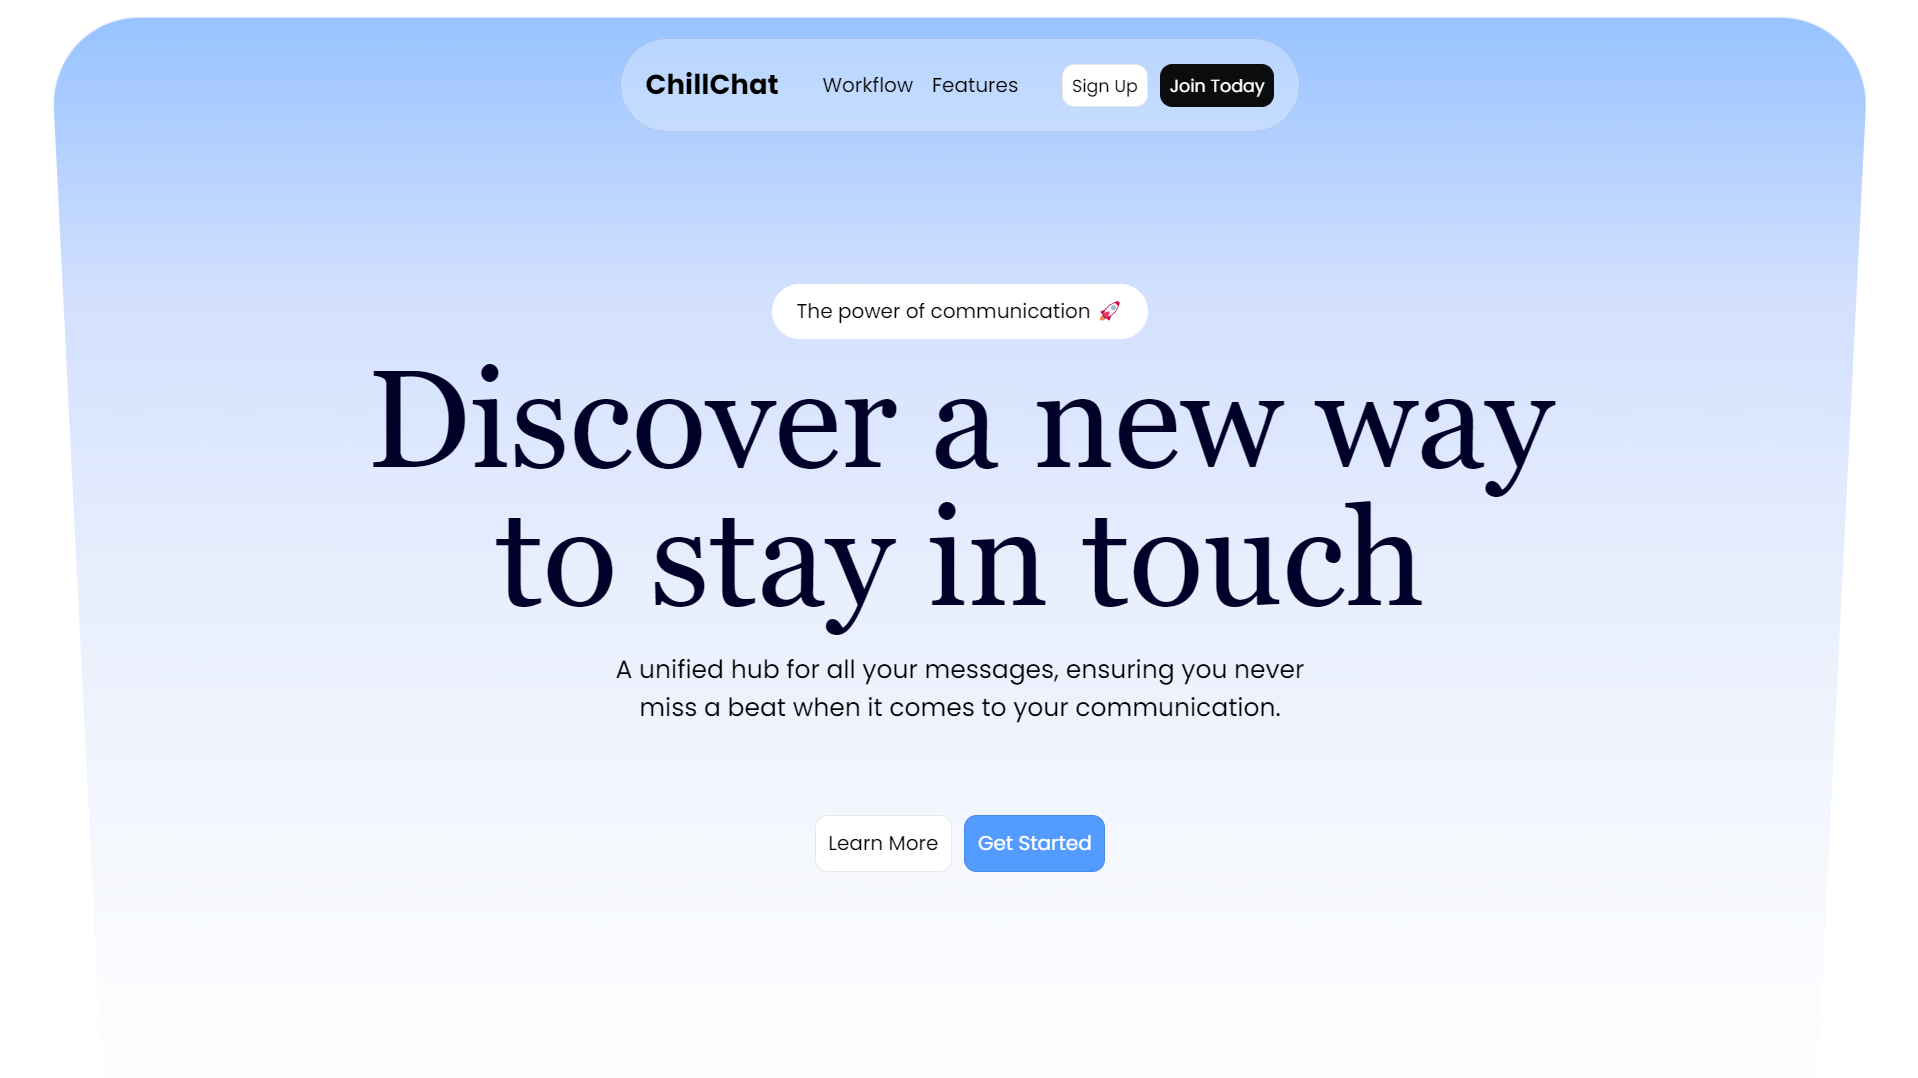 ChillChat
Workflow
Features
Sign Up
Join Today
The power of communication 🚀
Discover a new way
to stay in touch
A unified hub for all your messages, ensuring you never
miss a beat when it comes to your communication.
Learn More
Get Started